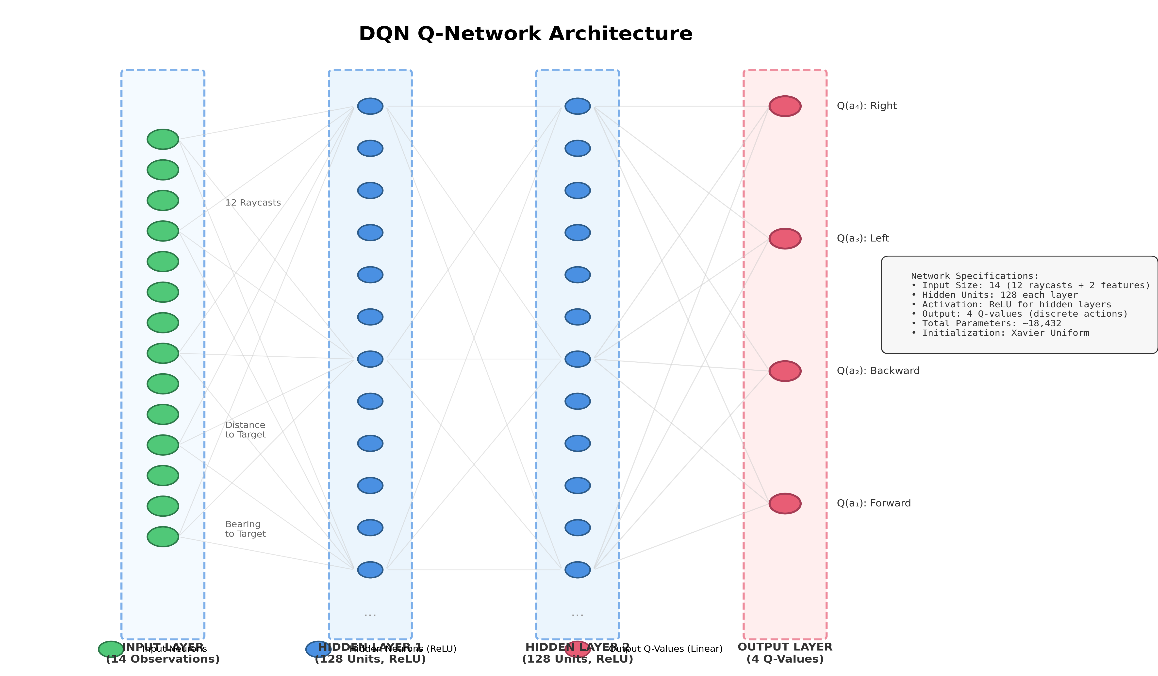 DQN Q-Network Architecture
Q(a₄): Right
12 Raycasts
Q(a₃): Left
Network Specifications:
• Input Size: 14 (12 raycasts + 2 features)
• Hidden Units: 128 each layer
• Activation: ReLU for hidden layers
• Output: 4 Q-values (discrete actions)
• Total Parameters: ~18,432
• Initialization: Xavier Uniform
Q(a₂): Backward
Distance
to Target
Q(a₁): Forward
Bearing
to Target
...
...
INPUT LAYER
(14 Observations)
HIDDEN LAYER 1
(128 Units, ReLU)
HIDDEN LAYER 2
(128 Units, ReLU)
OUTPUT LAYER
(4 Q-Values)
Input Neurons
Hidden Neurons (ReLU)
Output Q-Values (Linear)